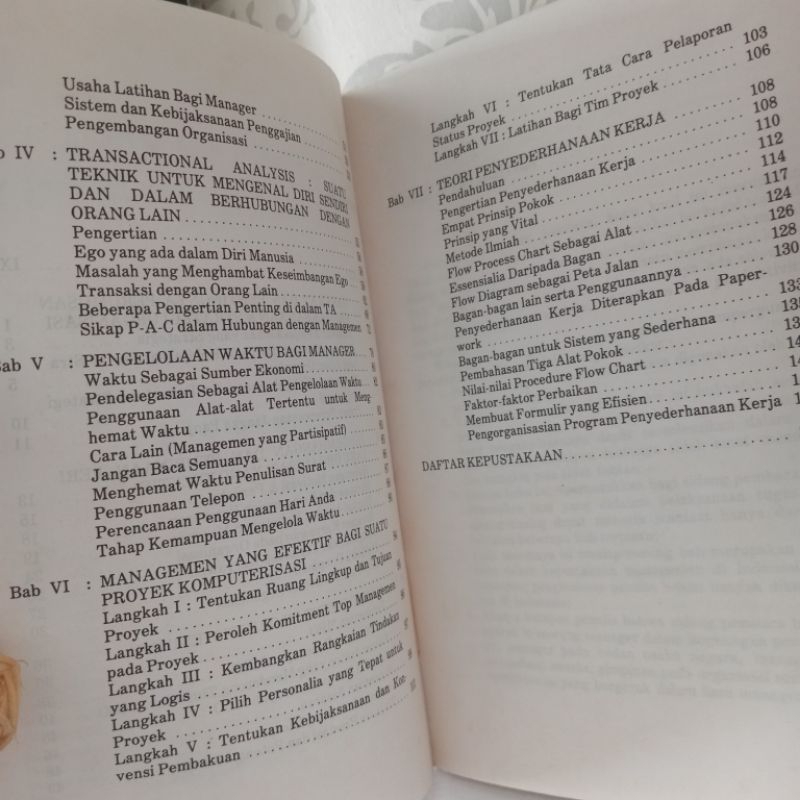 Usaha Latihan Bagi Manager
Sistem dan Kebijaksanaan Penggajian
Pengembangan Organisasi
IV : TRANSACTIONAL ANALYSIS : SUATU
TEKNIK UNTUK MENGENAL DIRI SENDIRI
DAN DALAM BERHUBUNGAN DENGAN
ORANG LAIN
Pengertian
Ego yang ada dalam Diri Manusia
Masalah yang Menghambat Keseimbangan Ego
Transaksi dengan Orang Lain
Beberapa Pengertian Penting di dalam TA
Sikap P-A-C dalam Hubungan dengan Managemen
Bab V : PENGELOLAAN WAKTU BAGI MANAGER
Waktu Sebagai Sumber Ekonomi
Pendelegasian Sebagai Alat Pengelolaan Waktu
Penggunaan Alat-alat Tertentu untuk Meng-
hemat Waktu
Cara Lain (Managemen yang Partisipatif)
Jangan Baca Semuanya
Menghemat Waktu Penulisan Surat
Penggunaan Telepon
Perencanaan Penggunaan Hari Anda
Tahap Kemampuan Mengelola Waktu
Bab VI : MANAGEMEN YANG EFEKTIF BAGI SUATU
PROYEK KOMPUTERISASI
Langkah I : Tentukan Ruang Lingkup dan Tujuan
Proyek
Langkah II : Peroleh Komitment Top Managemen
pada Proyek
Langkah III : Kembangkan Rangkaian Tindakan
yang Logis
Langkah IV : Pilih Personalia yang Tepat untuk
Proyek
Langkah V : Tentukan Kebijaksanaan dan Kon-
vensi Pembakuan
Langkah VI : Tentukan Tata Cara Pelaporan
Status Proyek 103
Langkah VII : Latihan Bagi Tim Proyek 106
Bab VII : TEORI PENYEDERHANAAN KERJA 108
Pendahuluan 108
Pengertian Penyederhanaan Kerja 110
Empat Prinsip Pokok 112
Prinsip yang Vital 114
Metode Ilmiah 117
Flow Process Chart Sebagai Alat 124
Essensialia Daripada Bagan 126
Flow Diagram sebagai Peta Jalan 128
Bagan-bagan lain serta Penggunaannya 130
Penyederhanaan Kerja Diterapkan Pada Paper-
work 133
Bagan-bagan untuk Sistem yang Sederhana
Pembahasan Tiga Alat Pokok
Nilai-nilai Procedure Flow Chart
Faktor-faktor Perbaikan
Membuat Formulir yang Efisien
Pengorganisasian Program Penyederhanaan Kerja
DAFTAR KEPUSTAKAAN